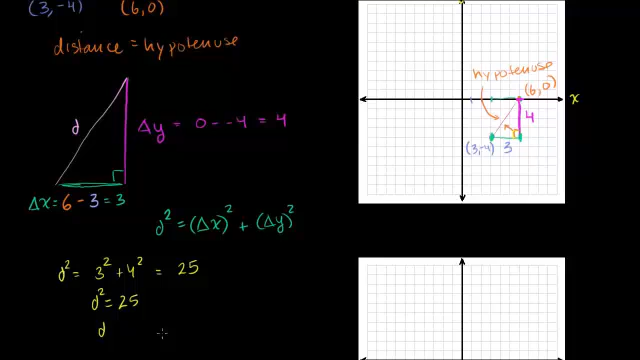 (3,-4) (6,0)
distance = hypotenuse
d
Δy = 0 - -4 = 4
Δx = 6 - 3 = 3
d² = (Δx)² + (Δy)²
d² = 3² + 4² = 25
d² = 25
d
y
hypotenuse
(6,0)
x
4
(3,-4) 3